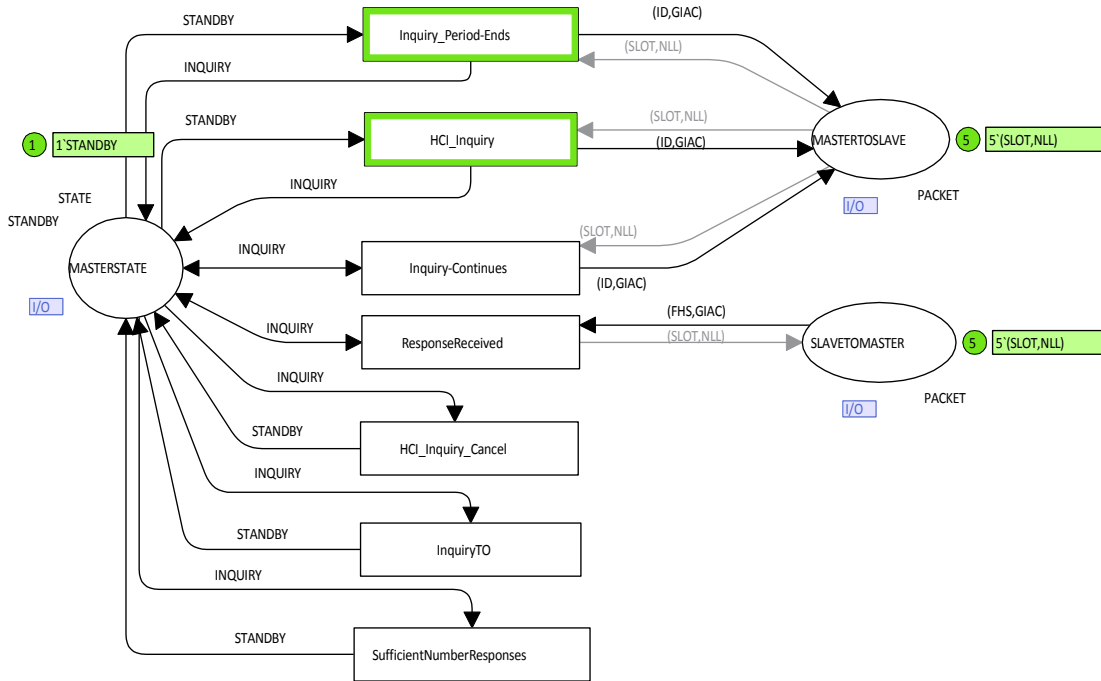 STANDBY
Inquiry_Period-Ends
(ID,GIAC)
(SLOT,NLL)
INQUIRY
STANDBY
(SLOT,NLL)
1
1`STANDBY
HCI_Inquiry
(ID,GIAC)
MASTERTOSLAVE
5
5`(SLOT,NLL)
INQUIRY
STATE
STANDBY
I/O
PACKET
(SLOT,NLL)
INQUIRY
MASTERSTATE
Inquiry-Continues
(ID,GIAC)
I/O
(FHS,GIAC)
INQUIRY
ResponseReceived
(SLOT,NLL)
SLAVETOMASTER
5
5`(SLOT,NLL)
INQUIRY
PACKET
I/O
STANDBY
HCI_Inquiry_Cancel
INQUIRY
STANDBY
InquiryTO
INQUIRY
STANDBY
SufficientNumberResponses